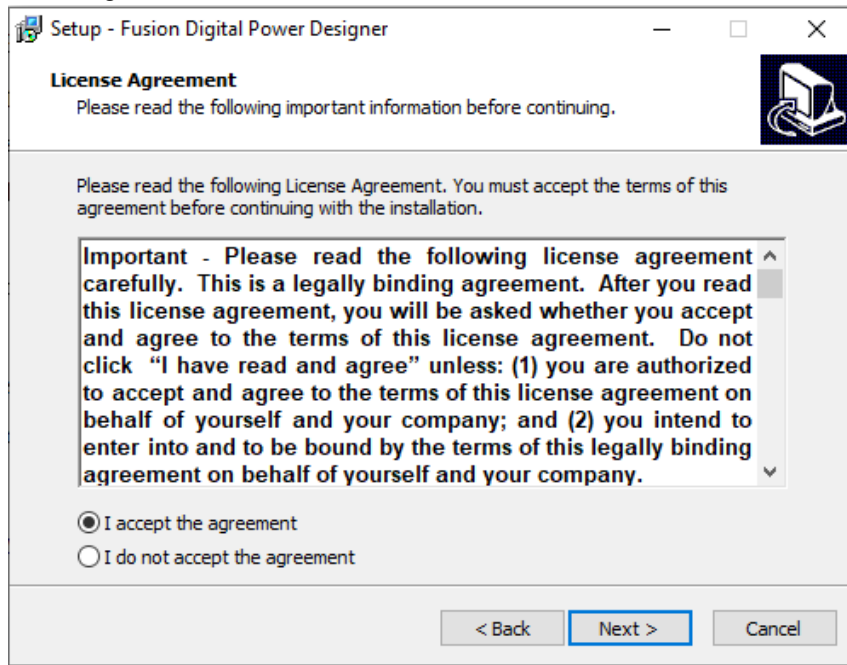 Setup - Fusion Digital Power Designer
License Agreement
Please read the following important information before continuing.
Please read the following License Agreement. You must accept the terms of this
agreement before continuing with the installation.
Important - Please read the following license agreement
carefully. This is a legally binding agreement. After you read
this license agreement, you will be asked whether you accept
and agree to the terms of this license agreement. Do not
click “I have read and agree” unless: (1) you are authorized
to accept and agree to the terms of this license agreement on
behalf of yourself and your company; and (2) you intend to
enter into and to be bound by the terms of this legally binding
agreement on behalf of yourself and your company.
I accept the agreement
I do not accept the agreement
< Back Next > Cancel